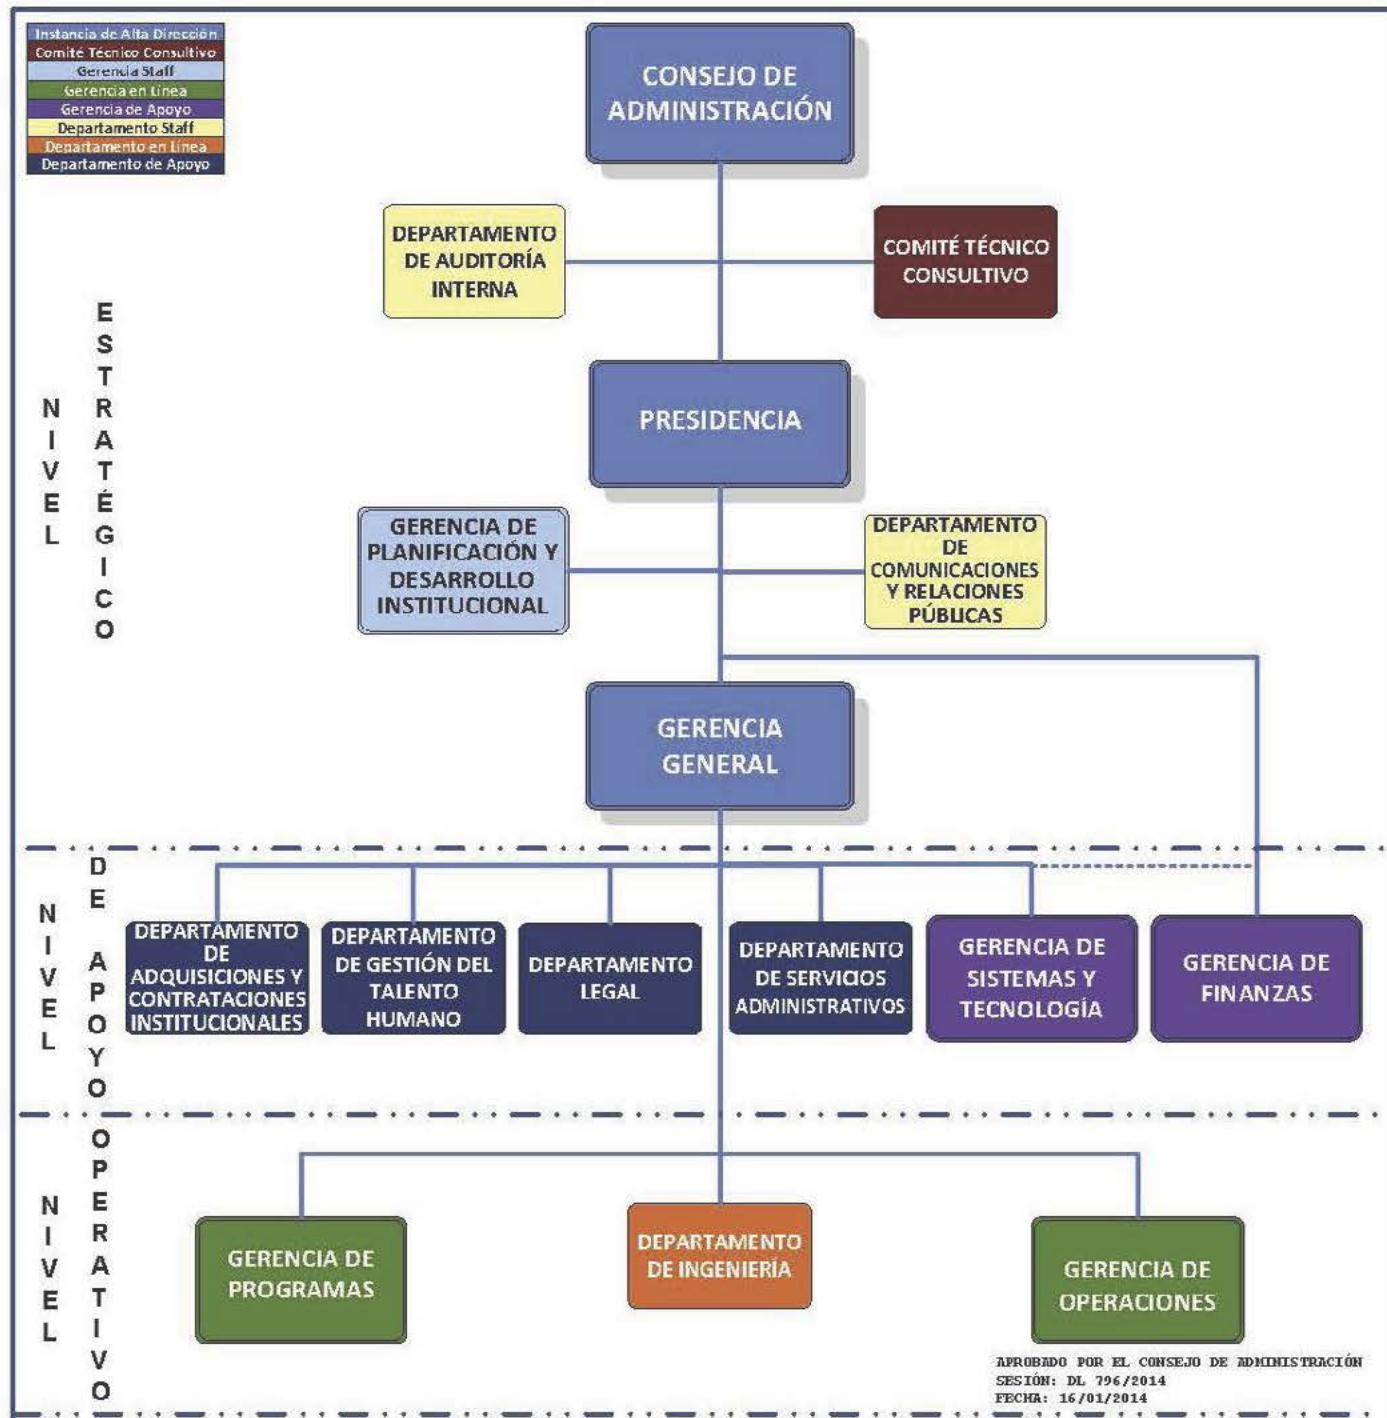 Instancia de Alta Dirección
Comité Técnico Consultivo
Gerencia Staff
Gerencia en Línea
Gerencia de Apoyo
Departamento Staff
Departamento en Línea
Departamento de Apoyo
CONSEJO DE
ADMINISTRACIÓN
DEPARTAMENTO
DE AUDITORÍA
INTERNA
COMITÉ TÉCNICO
CONSULTIVO
NIVEL
ESTRATÉGICO
PRESIDENCIA
GERENCIA DE
PLANIFICACIÓN Y
DESARROLLO
INSTITUCIONAL
DEPARTAMENTO
DE
COMUNICACIONES
Y RELACIONES
PÚBLICAS
GERENCIA
GENERAL
NIVEL
DE APOYO
DEPARTAMENTO
DE
ADQUISICIONES Y
CONTRATACIONES
INSTITUCIONALES
DEPARTAMENTO
DE GESTIÓN DEL
TALENTO
HUMANO
DEPARTAMENTO
LEGAL
DEPARTAMENTO
DE SERVICIOS
ADMINISTRATIVOS
GERENCIA DE
SISTEMAS Y
TECNOLOGÍA
GERENCIA DE
FINANZAS
NIVEL
OPERATIVO
GERENCIA DE
PROGRAMAS
DEPARTAMENTO
DE INGENIERÍA
GERENCIA DE
OPERACIONES
APROBADO POR EL CONSEJO DE ADMINISTRACIÓN
SESIÓN: DL 796/2014
FECHA: 16/01/2014